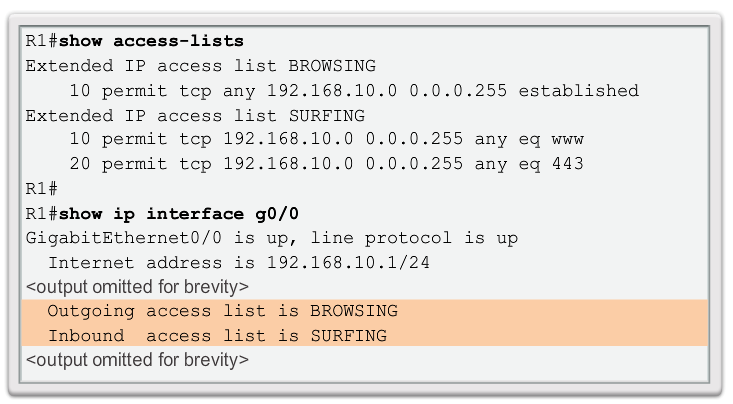 R1#show access-lists
Extended IP access list BROWSING
    10 permit tcp any 192.168.10.0 0.0.0.255 established
Extended IP access list SURFING
    10 permit tcp 192.168.10.0 0.0.0.255 any eq www
    20 permit tcp 192.168.10.0 0.0.0.255 any eq 443
R1#
R1#show ip interface g0/0
GigabitEthernet0/0 is up, line protocol is up
  Internet address is 192.168.10.1/24
<output omitted for brevity>
  Outgoing access list is BROWSING
  Inbound  access list is SURFING
<output omitted for brevity>